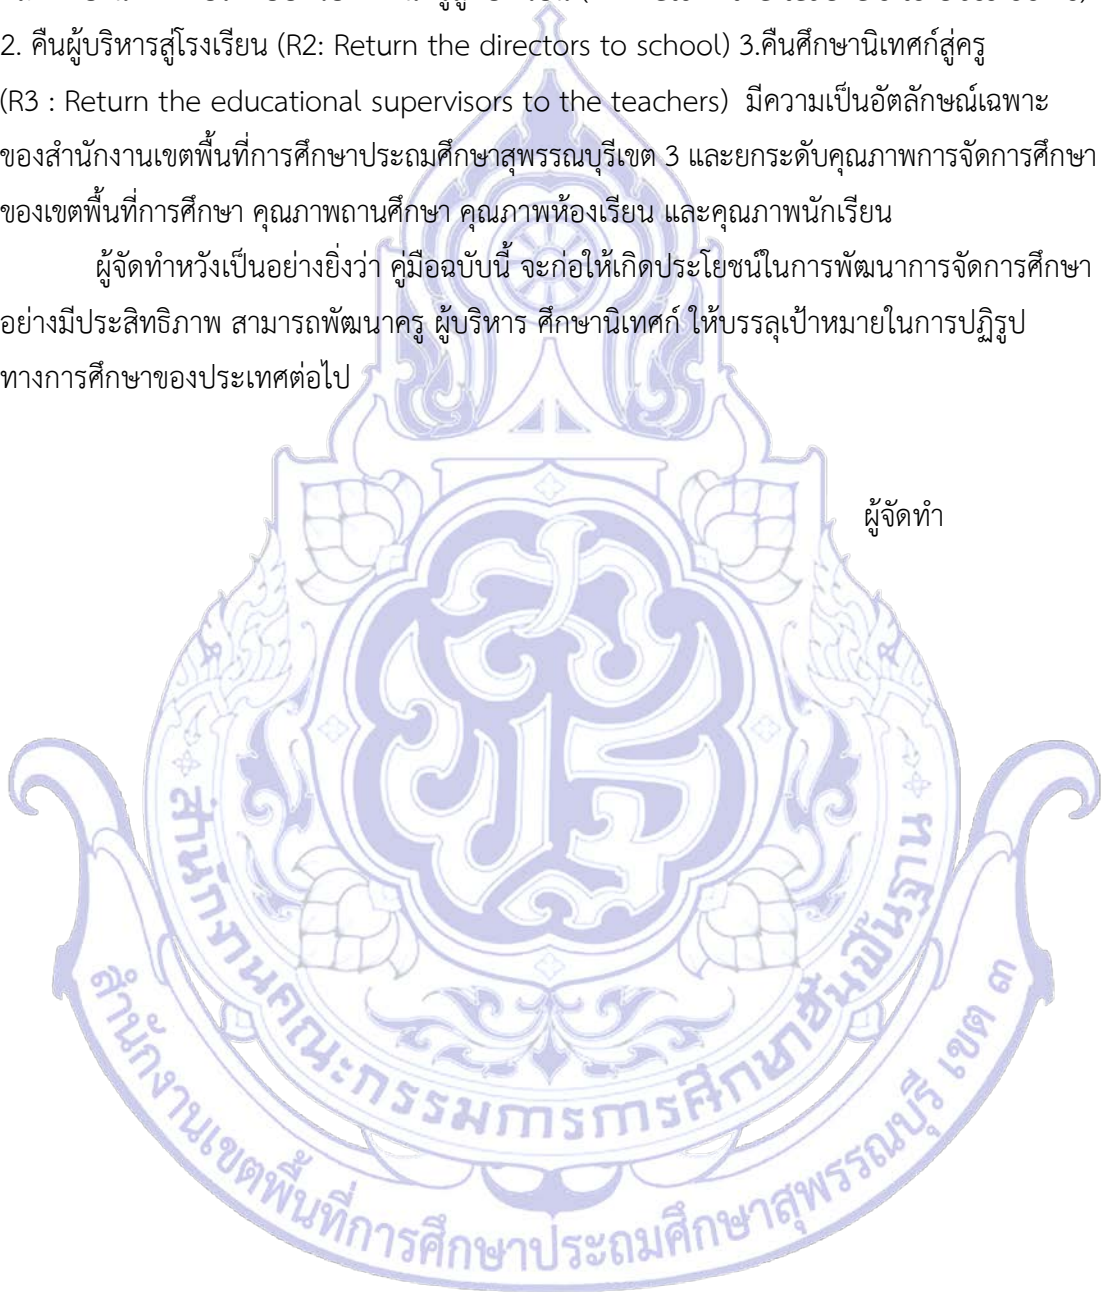 2. คืนผู้บริหารสู่โรงเรียน (R2: Return the directors to school) 3.คืนศึกษานิเทศก์สู่ครู
(R3 : Return the educational supervisors to the teachers) มีความเป็นอัตลักษณ์เฉพาะ
ของสำนักงานเขตพื้นที่การศึกษาประถมศึกษาสุพรรณบุรีเขต 3 และยกระดับคุณภาพการจัดการศึกษา
ของเขตพื้นที่การศึกษา คุณภาพถานศึกษา คุณภาพห้องเรียน และคุณภาพนักเรียน
ผู้จัดทำหวังเป็นอย่างยิ่งว่า คู่มือฉบับนี้ จะก่อให้เกิดประโยชน์ในการพัฒนาการจัดการศึกษา
อย่างมีประสิทธิภาพ สามารถพัฒนาครู ผู้บริหาร ศึกษานิเทศก์ ให้บรรลุเป้าหมายในการปฏิรูป
ทางการศึกษาของประเทศต่อไป
ผู้จัดทำ
สำนักงานคณะกรรมการการศึกษาขั้นพื้นฐาน
สำนักงานเขตพื้นที่การศึกษาประถมศึกษาสุพรรณบุรี เขต ๓